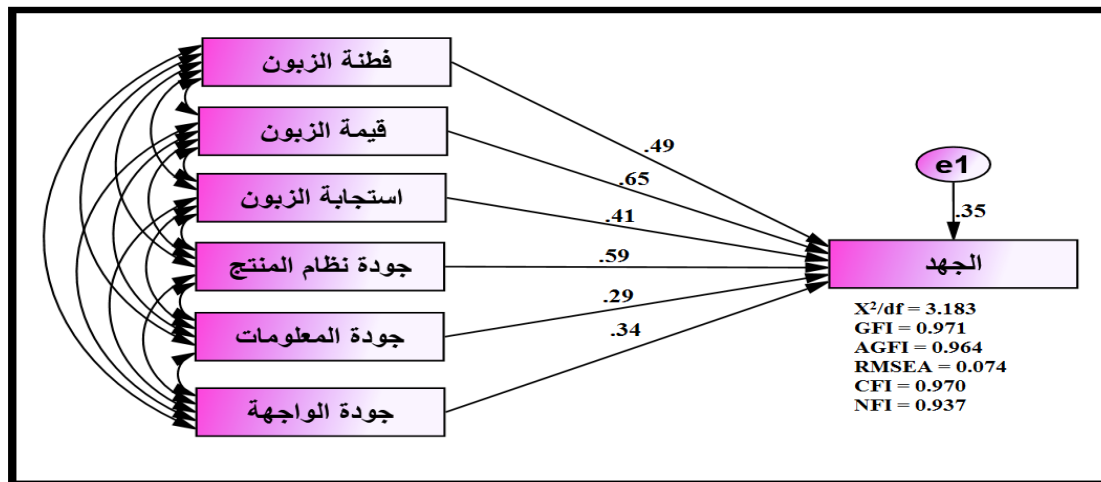 فطنة الزبون
قيمة الزبون
استجابة الزبون
جودة نظام المنتج
جودة المعلومات
جودة الواجهة
.49
.65
.41
.59
.29
.34
e1
.35
الجهد
X²/df = 3.183
GFI = 0.971
AGFI = 0.964
RMSEA = 0.074
CFI = 0.970
NFI = 0.937